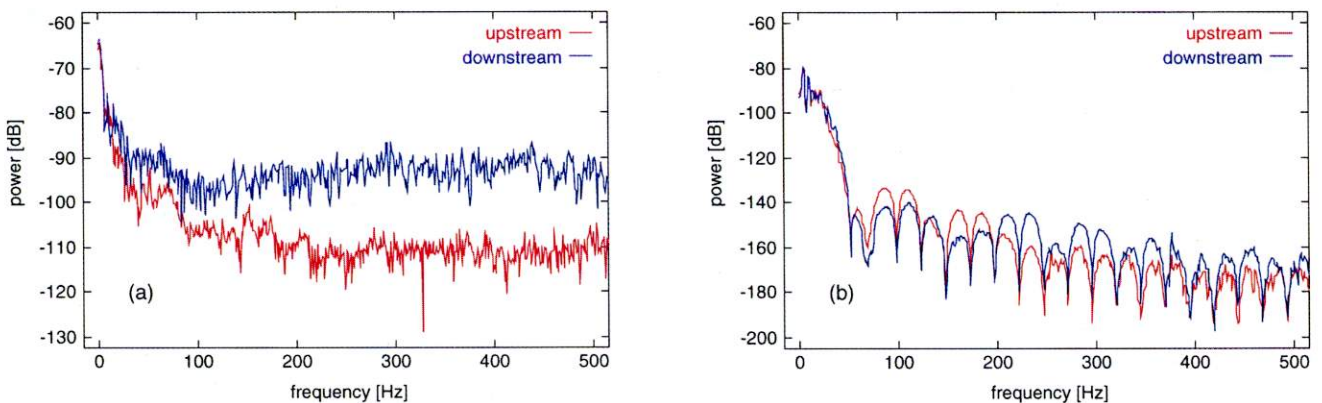 -60
-70
-80
-90
-100
-110
-120
-130
power [dB]
0 100 200 300 400 500
frequency [Hz]
upstream
downstream
(a)
-60
-80
-100
-120
-140
-160
-180
-200
power [dB]
0 100 200 300 400 500
frequency [Hz]
upstream
downstream
(b)